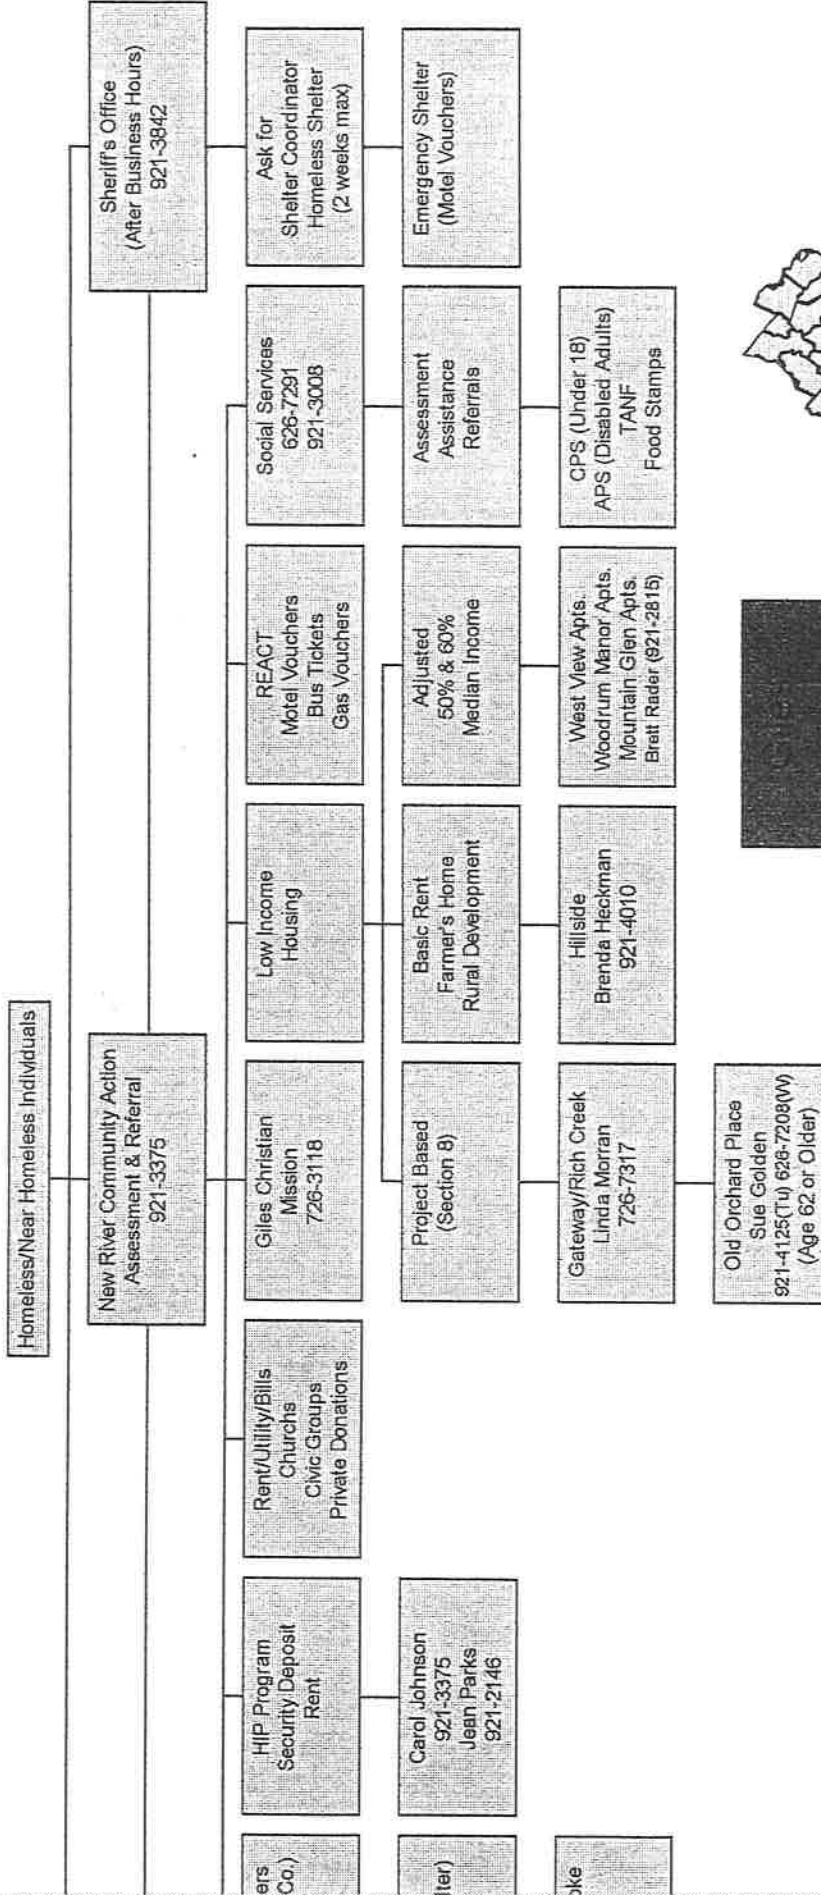 Homeless/Near Homeless Individuals
New River Community Action
Assessment & Referral
921-3375
Sheriff's Office
(After Business Hours)
921-3842
ers
Co.)
HIP Program
Security Deposit
Rent
Rent/Utility/Bills
Churchs
Civic Groups
Private Donations
Giles Christian
Mission
726-3118
Low Income
Housing
REACT
Motel Vouchers
Bus Tickets
Gas Vouchers
Social Services
626-7291
921-3008
Ask for
Shelter Coordinator
Homeless Shelter
(2 weeks max)
lter)
Carol Johnson
921-3375
Jean Parks
921-2146
Project Based
(Section 8)
Basic Rent
Farmer's Home
Rural Development
Adjusted
50% & 60%
Median Income
Assessment
Assistance
Referrals
Emergency Shelter
(Motel Vouchers)
oke
Gateway/Rich Creek
Linda Morran
726-7317
Hillside
Brenda Heckman
921-4010
West View Apts.
Woodrum Manor Apts.
Mountain Glen Apts.
Brett Rader (921-2815)
CPS (Under 18)
APS (Disabled Adults)
TANF
Food Stamps
Old Orchard Place
Sue Golden
921-4125(Tu) 626-7208(W)
(Age 62 or Older)